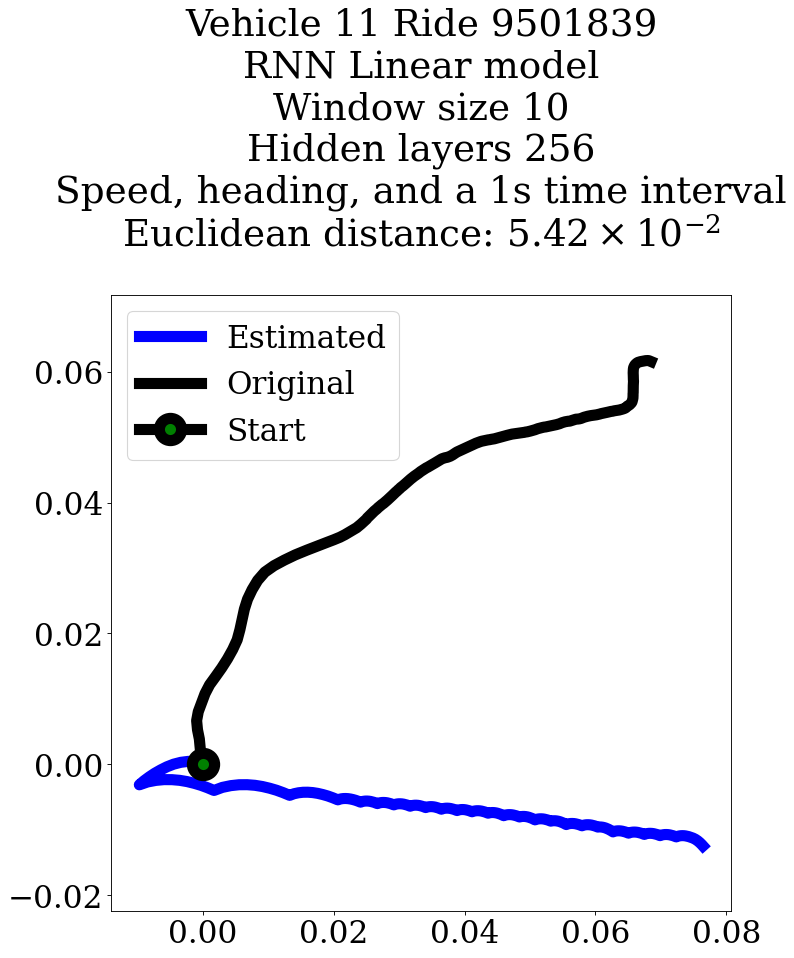 Vehicle 11 Ride 9501839
RNN Linear model
Window size 10
Hidden layers 256
Speed, heading, and a 1s time interval
Euclidean distance: 5.42 × 10⁻²
Estimated
Original
Start
0.06
0.04
0.02
0.00
−0.02
0.00 0.02 0.04 0.06 0.08